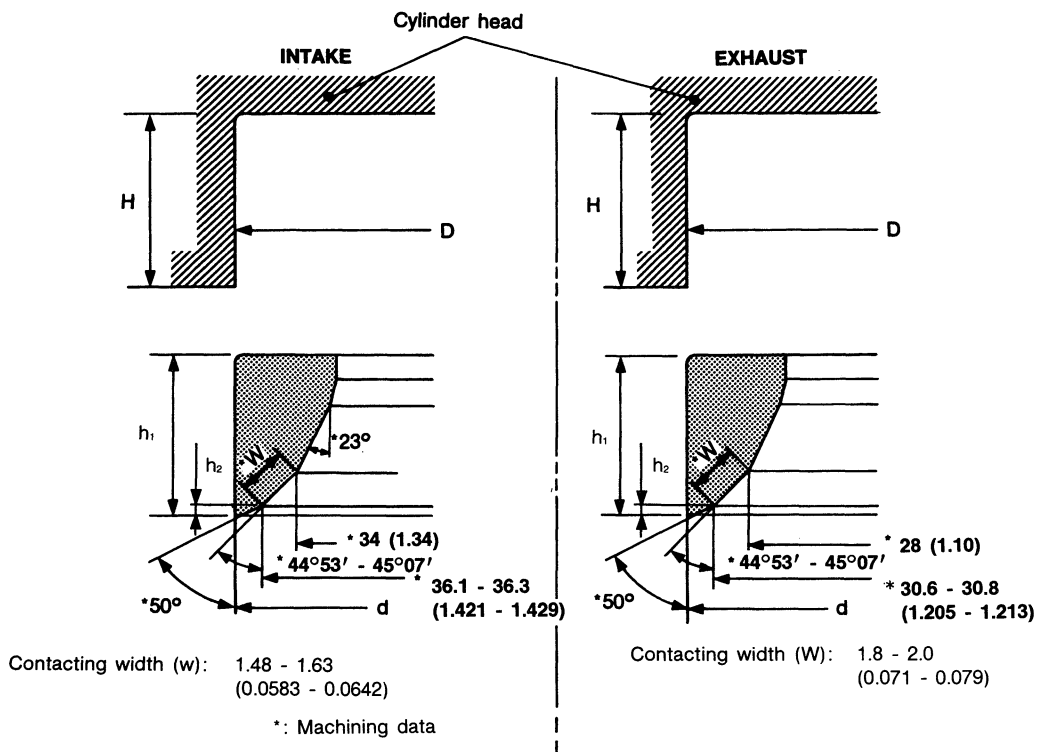 Cylinder head
INTAKE
EXHAUST
H
D
H
D
h₁
h₂
*W
*23°
*34 (1.34)
*44°53′ - 45°07′
* 36.1 - 36.3
(1.421 - 1.429)
*50°
d
h₁
h₂
*W
*28 (1.10)
*44°53′ - 45°07′
*30.6 - 30.8
(1.205 - 1.213)
*50°
d
Contacting width (w): 1.48 - 1.63
(0.0583 - 0.0642)
Contacting width (W): 1.8 - 2.0
(0.071 - 0.079)
*: Machining data